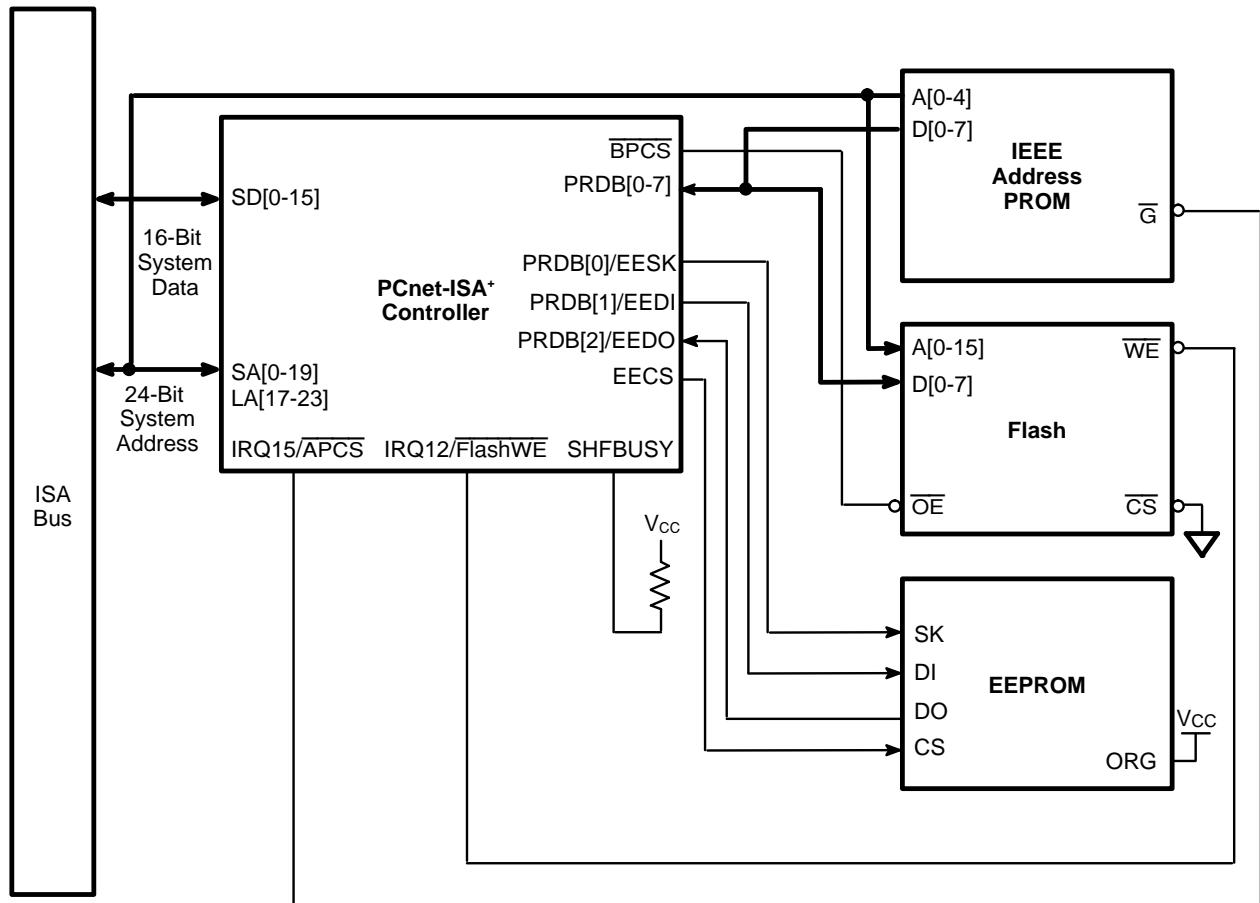 ISA
Bus
16-Bit
System
Data
24-Bit
System
Address
SD[0-15]
SA[0-19]
LA[17-23]
PCnet-ISA+
Controller
BPCS
PRDB[0-7]
PRDB[0]/EESK
PRDB[1]/EEDI
PRDB[2]/EEDO
EECS
IRQ15/APCS
IRQ12/FlashWE
SHFBUSY
VCC
A[0-4]
D[0-7]
IEEE
Address
PROM
G
A[0-15]
D[0-7]
WE
Flash
OE
CS
SK
DI
DO
CS
EEPROM
ORG
VCC